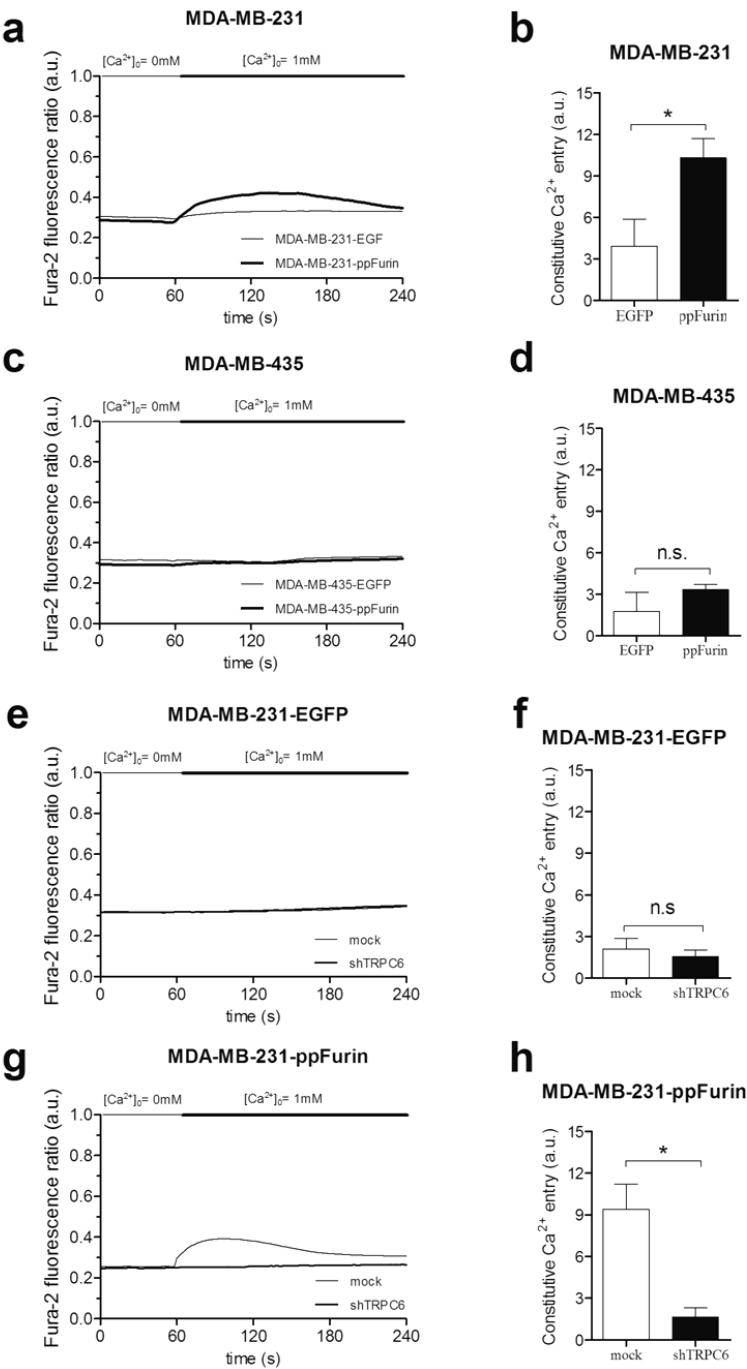 a
MDA-MB-231
[Ca²⁺]₀= 0mM
[Ca²⁺]₀= 1mM
Fura-2 fluorescence ratio (a.u.)
1.0
0.8
0.6
0.4
0.2
0.0
MDA-MB-231-EGF
MDA-MB-231-ppFurin
0
60
120
180
240
time (s)
b
MDA-MB-231
Constitutive Ca²⁺ entry (a.u.)
15
12
9
6
3
0
*
EGFP
ppFurin
c
MDA-MB-435
[Ca²⁺]₀= 0mM
[Ca²⁺]₀= 1mM
Fura-2 fluorescence ratio (a.u.)
1.0
0.8
0.6
0.4
0.2
0.0
MDA-MB-435-EGFP
MDA-MB-435-ppFurin
0
60
120
180
240
time (s)
d
MDA-MB-435
Constitutive Ca²⁺ entry (a.u.)
15
12
9
6
3
0
n.s.
EGFP
ppFurin
e
MDA-MB-231-EGFP
[Ca²⁺]₀= 0mM
[Ca²⁺]₀= 1mM
Fura-2 fluorescence ratio (a.u.)
1.0
0.8
0.6
0.4
0.2
0.0
mock
shTRPC6
0
60
120
180
240
time (s)
f
MDA-MB-231-EGFP
Constitutive Ca²⁺ entry (a.u.)
15
12
9
6
3
0
n.s
mock
shTRPC6
g
MDA-MB-231-ppFurin
[Ca²⁺]₀= 0mM
[Ca²⁺]₀= 1mM
Fura-2 fluorescence ratio (a.u.)
1.0
0.8
0.6
0.4
0.2
0.0
mock
shTRPC6
0
60
120
180
240
time (s)
h
MDA-MB-231-ppFurin
Constitutive Ca²⁺ entry (a.u.)
15
12
9
6
3
0
*
mock
shTRPC6